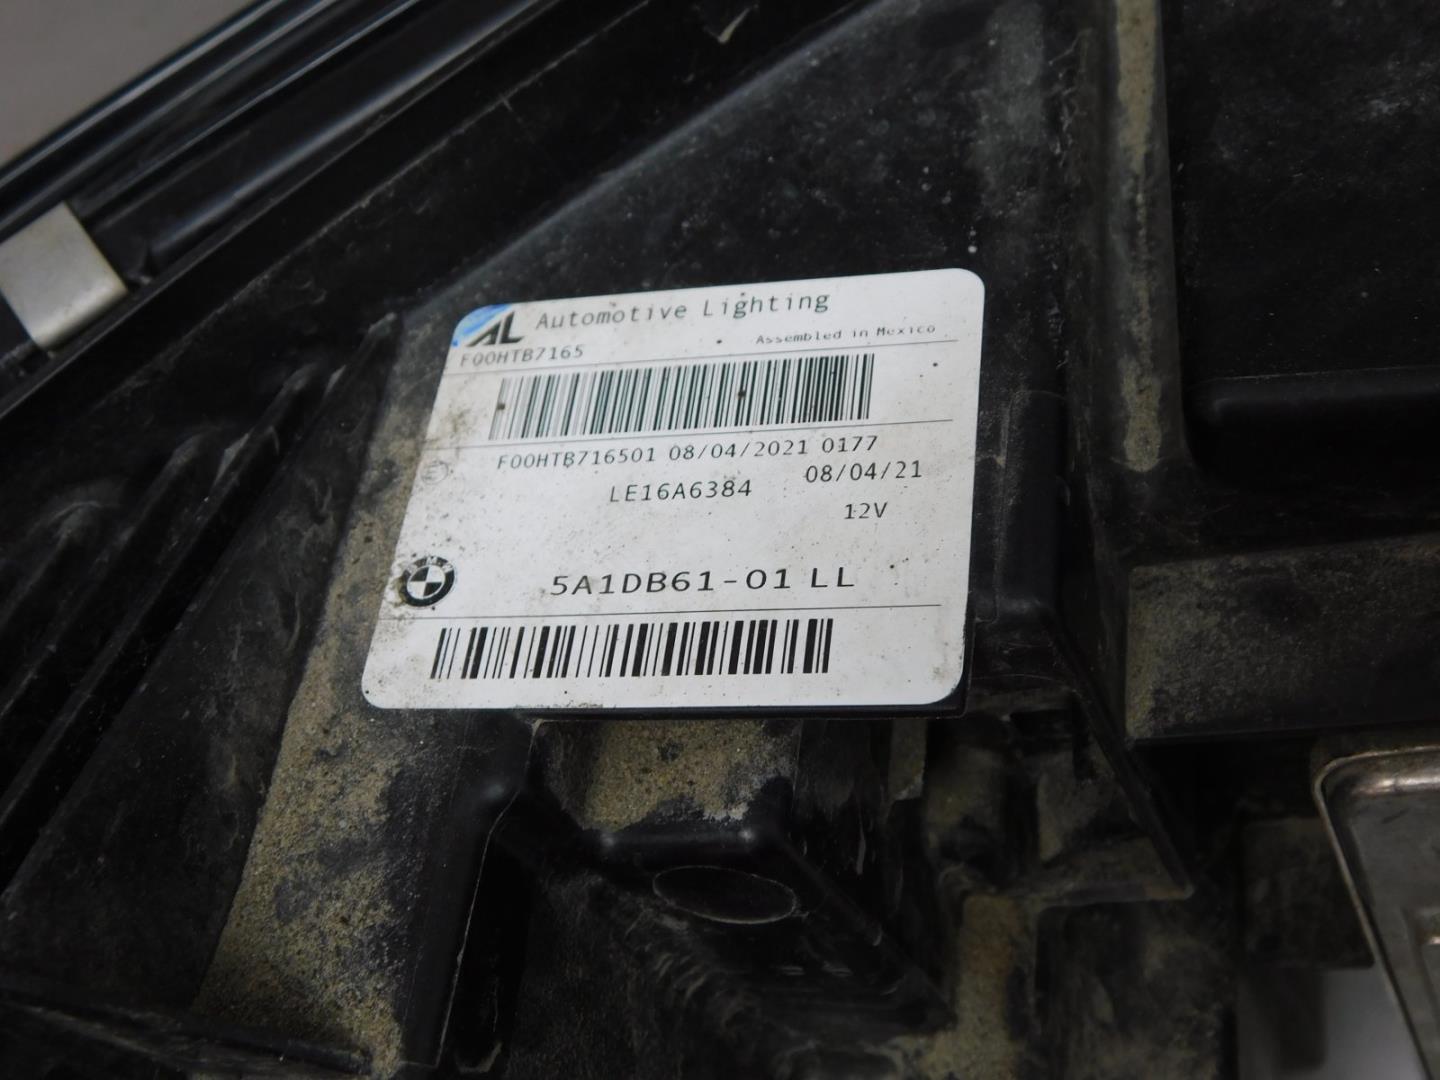 AL Automotive Lighting
Assembled in Mexico
F00HTB7165
F00HTB716501 08/04/2021 0177
LE16A6384 08/04/21
12V
BMW
5A1DB61-01 LL